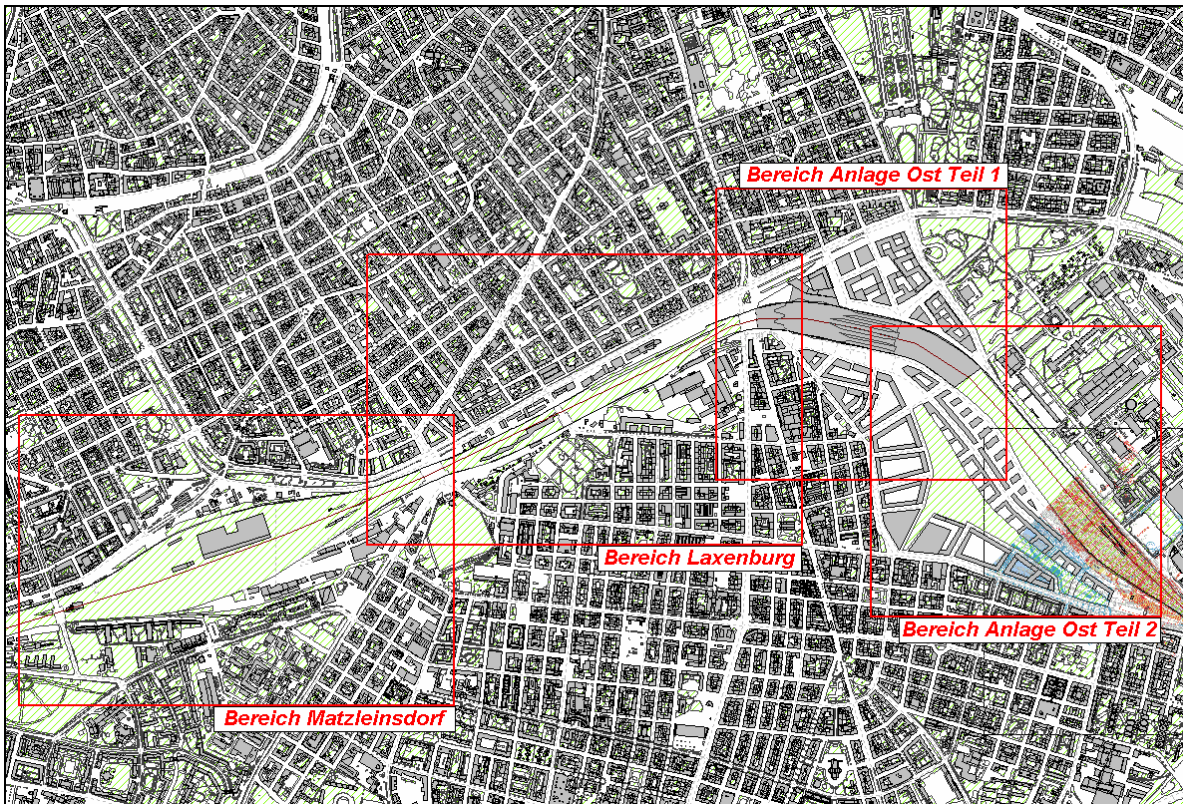 Bereich Anlage Ost Teil 1
Bereich Laxenburg
Bereich Anlage Ost Teil 2
Bereich Matzleinsdorf